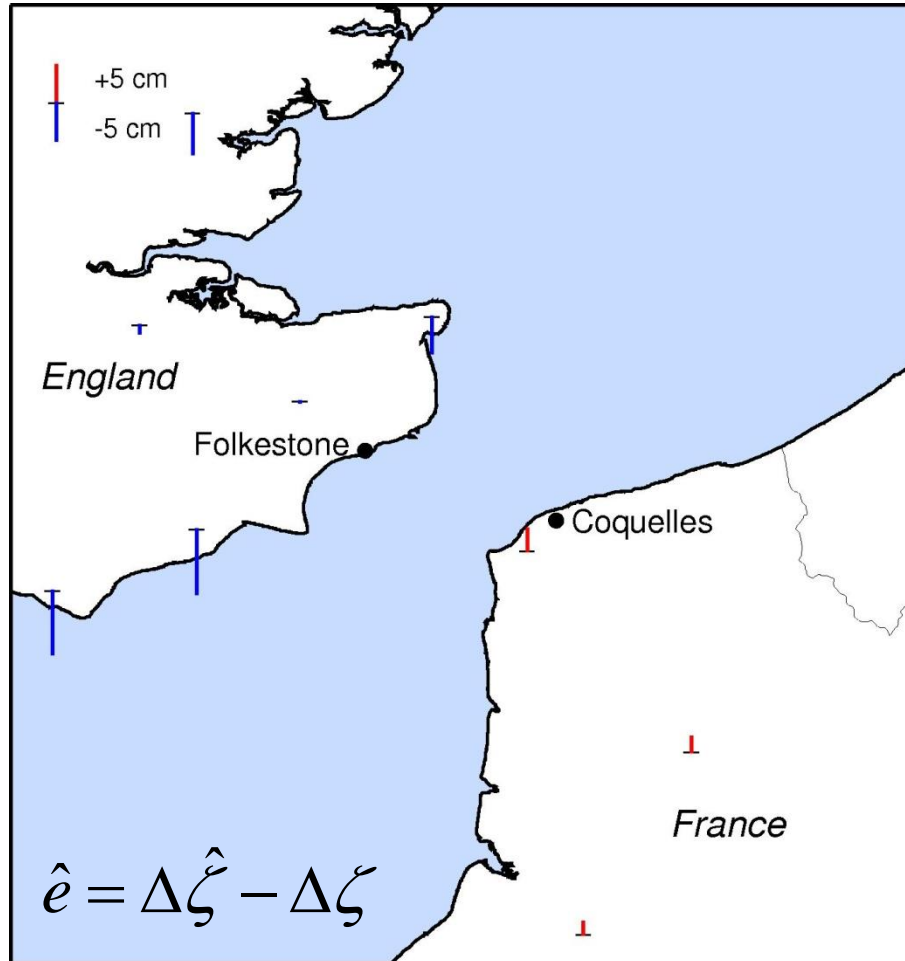 +5 cm
-5 cm
England
Folkestone
Coquelles
France
ê = Δζ̂ − Δζ